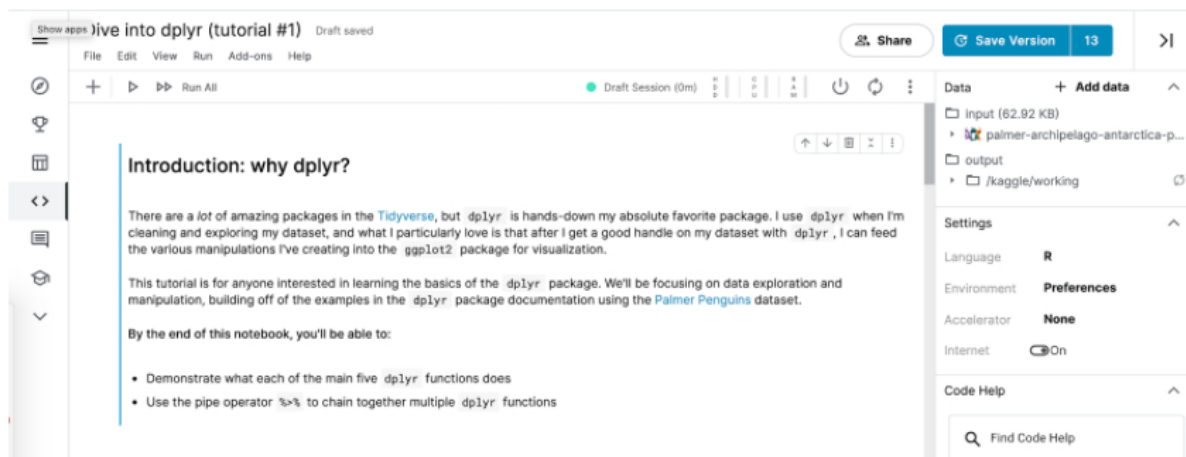 Show apps
Dive into dplyr (tutorial #1) Draft saved
Share
Save Version 13
File Edit View Run Add-ons Help
Run All
Draft Session (0m)
HDD
CPU
RAM
Data
+ Add data
input (62.92 KB)
palmer-archipelago-antarctica-p...
output
/kaggle/working
Settings
Language R
Environment Preferences
Accelerator None
Internet On
Code Help
Find Code Help
Introduction: why dplyr?
There are a lot of amazing packages in the Tidyverse, but dplyr is hands-down my absolute favorite package. I use dplyr when I'm
cleaning and exploring my dataset, and what I particularly love is that after I get a good handle on my dataset with dplyr , I can feed
the various manipulations I've creating into the ggplot2 package for visualization.
This tutorial is for anyone interested in learning the basics of the dplyr package. We'll be focusing on data exploration and
manipulation, building off of the examples in the dplyr package documentation using the Palmer Penguins dataset.
By the end of this notebook, you'll be able to:
• Demonstrate what each of the main five dplyr functions does
• Use the pipe operator %>% to chain together multiple dplyr functions